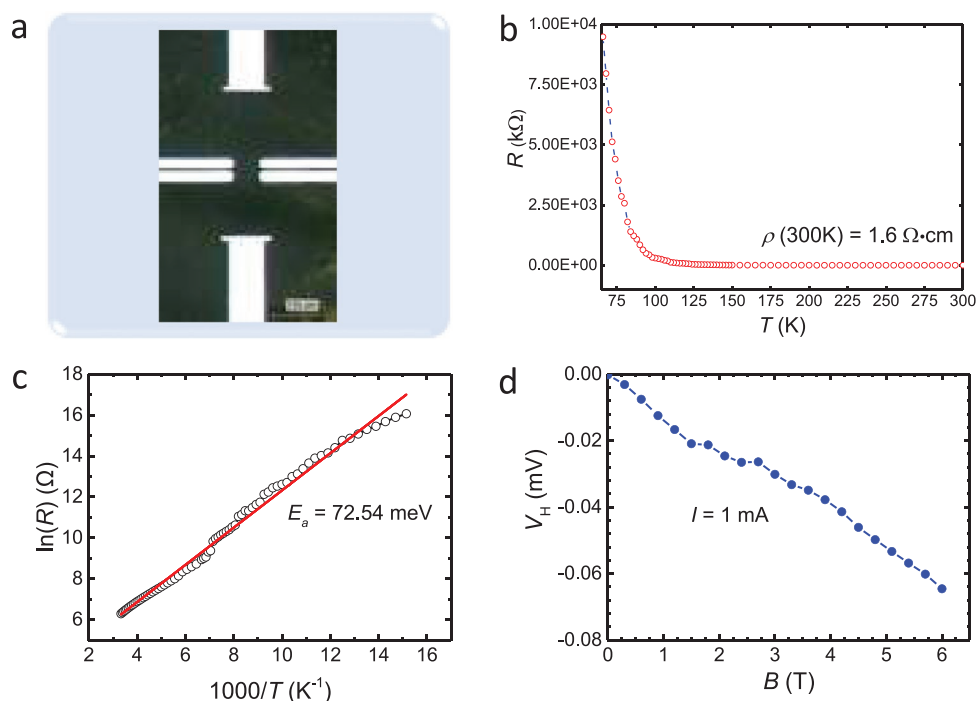 a
b
1.00E+04
7.50E+03
5.00E+03
2.50E+03
0.00E+00
R (kΩ)
ρ (300K) = 1.6 Ω•cm
75 100 125 150 175 200 225 250 275 300
T (K)
c
18
16
14
12
10
8
6
ln(R) (Ω)
Eₐ = 72.54 meV
2 4 6 8 10 12 14 16
1000/T (K⁻¹)
d
0.00
-0.02
-0.04
-0.06
-0.08
V_H (mV)
I = 1 mA
0 1 2 3 4 5 6
B (T)